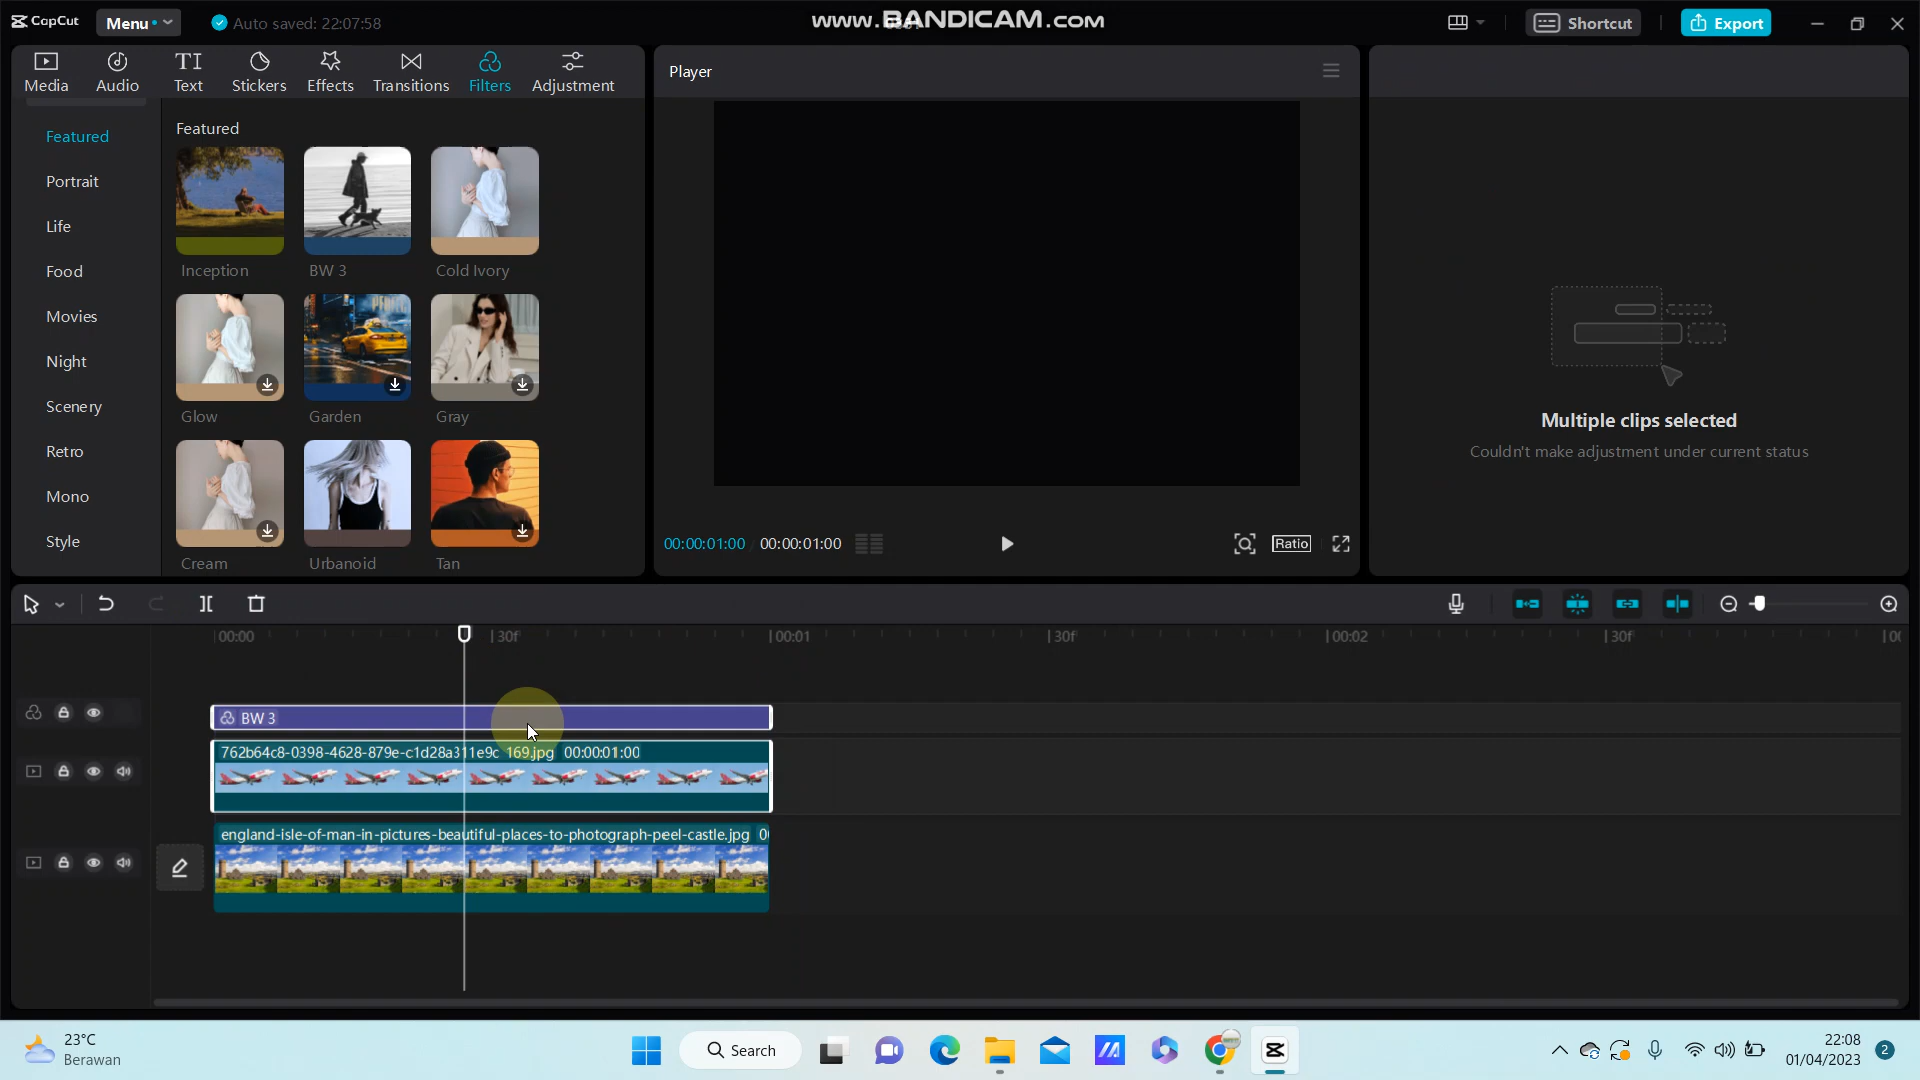 CapCut
Menu
Auto saved: 22:07:58
www.BANDICAM.com
Shortcut
Export
Media
Audio
Text
Stickers
Effects
Transitions
Filters
Adjustment
Featured
Portrait
Life
Food
Movies
Night
Scenery
Retro
Mono
Style
Featured
Inception
BW 3
Cold Ivory
Glow
Garden
Gray
Cream
Urbanoid
Tan
Player
00:00:01:00
00:00:01:00
Ratio
Multiple clips selected
Couldn't make adjustment under current status
00:00
30f
00:01
30f
00:02
30f
BW 3
762b64c8-0398-4628-879e-c1d28a311e9c_169.jpg 00:00:01:00
england-isle-of-man-in-pictures-beautiful-places-to-photograph-peel-castle.jpg
23°C
Berawan
Search
22:08
01/04/2023
2